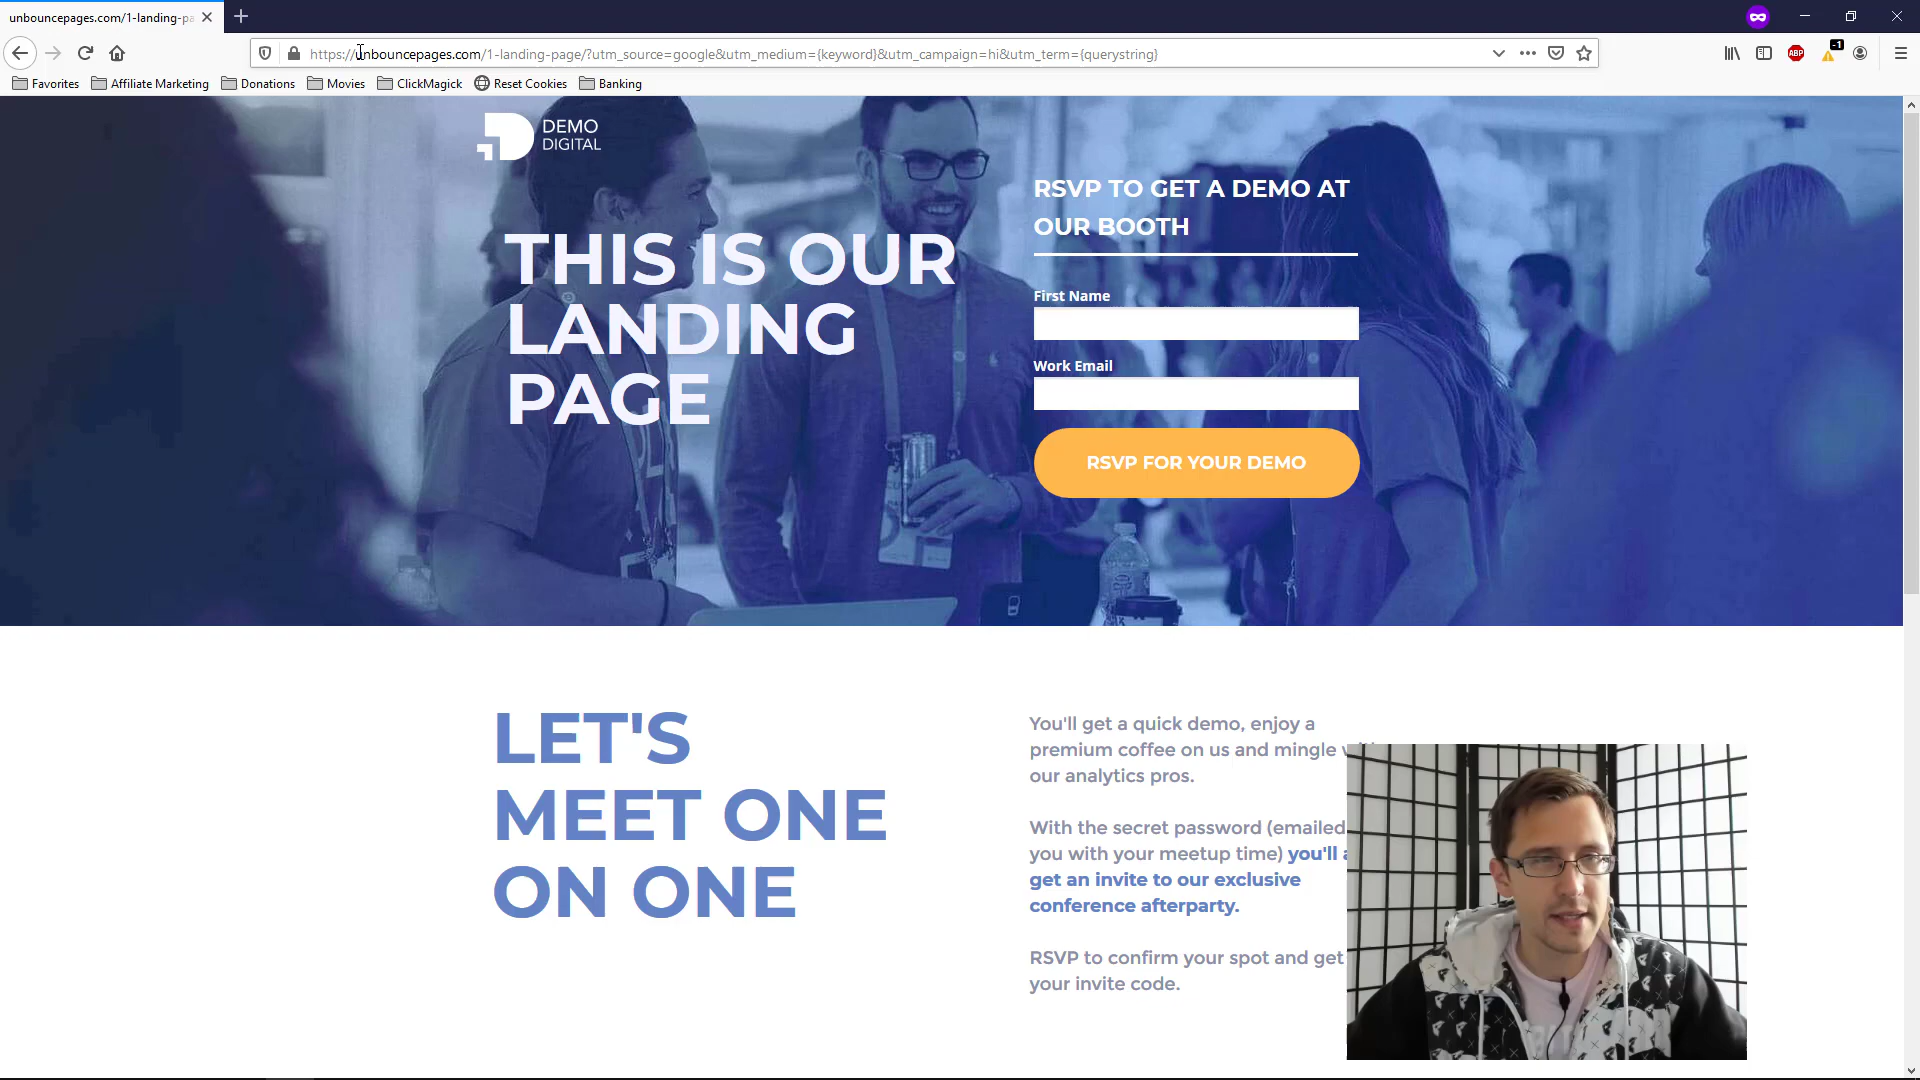 unbouncepages.com/1-landing-pa
https://unbouncepages.com/1-landing-page/?utm_source=google&utm_medium={keyword}&utm_campaign=hi&utm_term={querystring}
ABP
-1
Favorites
Affiliate Marketing
Donations
Movies
ClickMagick
Reset Cookies
Banking
DEMO
DIGITAL
THIS IS OUR
LANDING
PAGE
RSVP TO GET A DEMO AT
OUR BOOTH
First Name
Work Email
RSVP FOR YOUR DEMO
LET'S
MEET ONE
ON ONE
You'll get a quick demo, enjoy a
premium coffee on us and mingle
our analytics pros.
With the secret password (emailed
you with your meetup time) you'll
get an invite to our exclusive
conference afterparty.
RSVP to confirm your spot and get
your invite code.